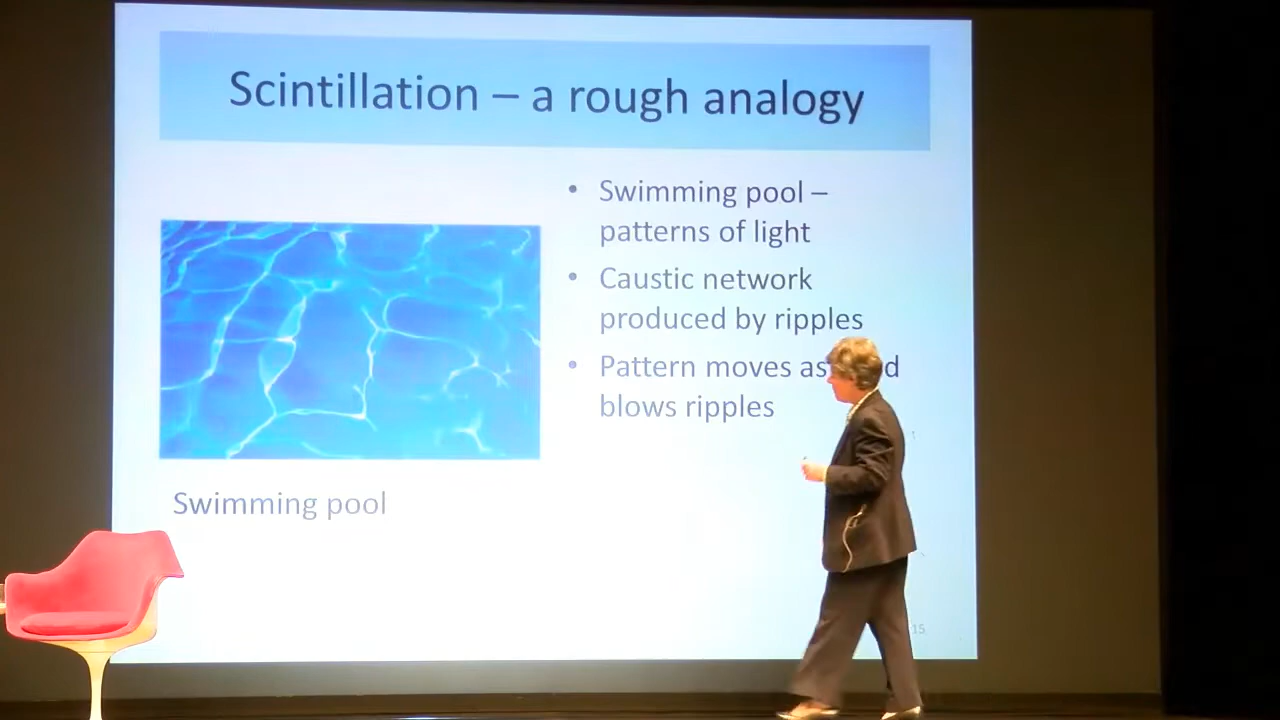 Scintillation – a rough analogy
• Swimming pool –
patterns of light
• Caustic network
produced by ripples
• Pattern moves as
blows ripples
Swimming pool
15